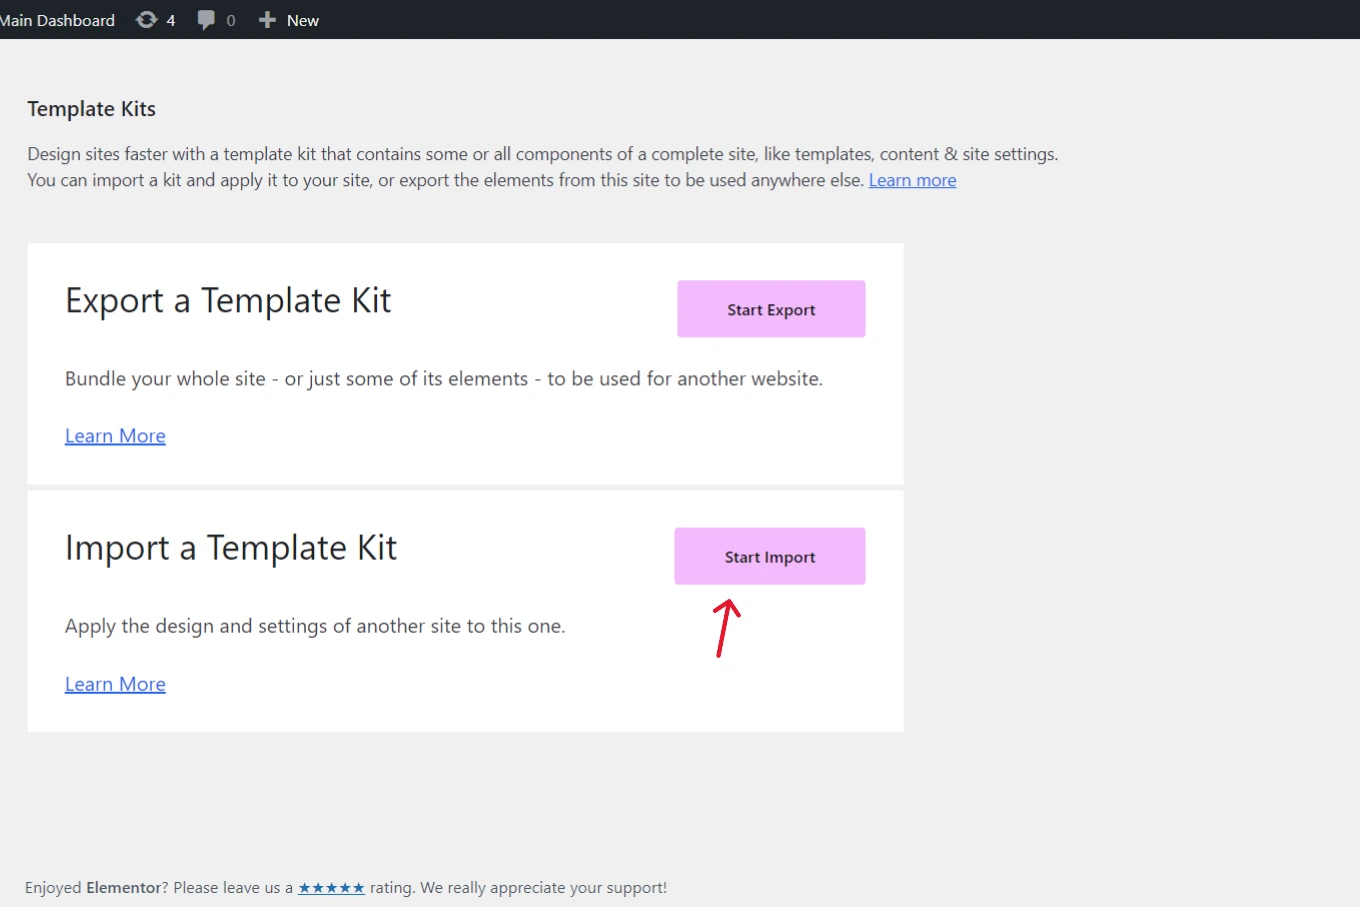 Main Dashboard 4 0 New
Template Kits
Design sites faster with a template kit that contains some or all components of a complete site, like templates, content & site settings.
You can import a kit and apply it to your site, or export the elements from this site to be used anywhere else. Learn more
Export a Template Kit
Start Export
Bundle your whole site - or just some of its elements - to be used for another website.
Learn More
Import a Template Kit
Start Import
Apply the design and settings of another site to this one.
Learn More
Enjoyed Elementor? Please leave us a ★★★★★ rating. We really appreciate your support!